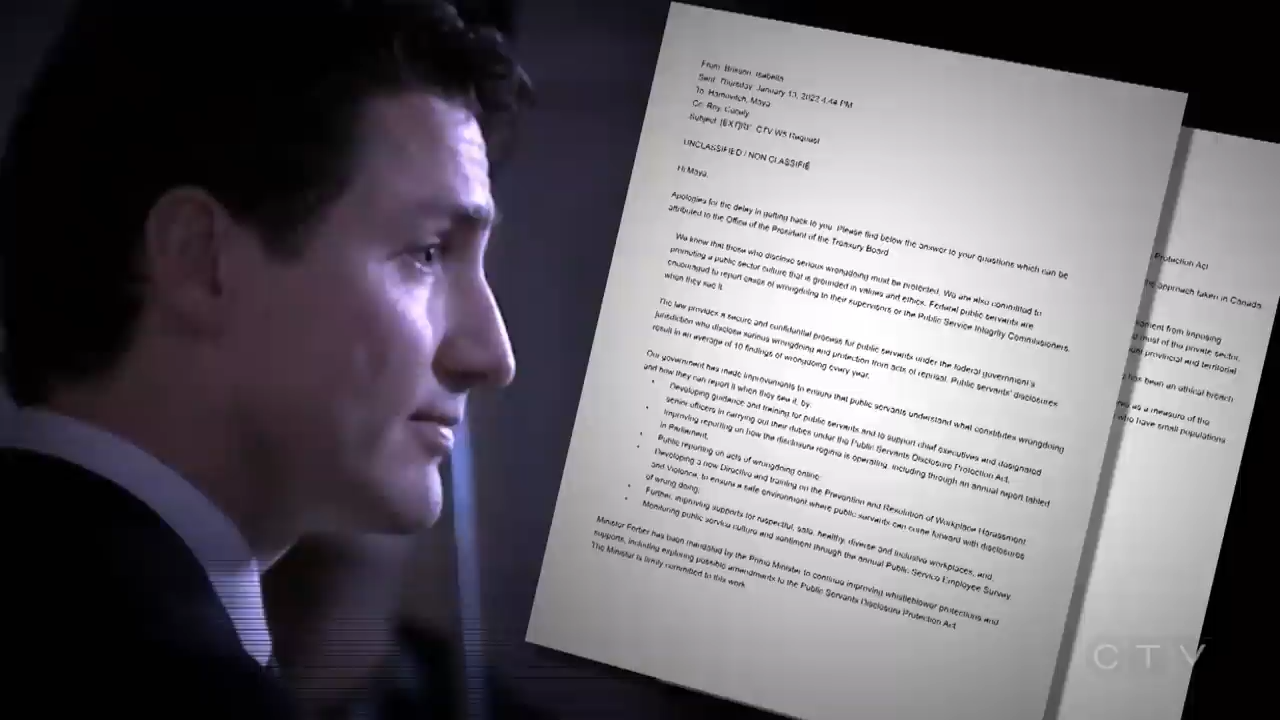 From: Brisson, Isabella
Sent: Thursday, January 13, 2022 4:44 PM
To: Hamovitch, Maya
Cc: Roy, Cucaly
Subject: [EXT]RE: CTV W5 Request
UNCLASSIFIED / NON CLASSIFIÉ
Hi Maya,
Apologies for the delay in getting back to you. Please find below the answer to your questions which can be
attributed to the Office of the President of the Treasury Board.
We know that those who disclose serious wrongdoing must be protected. We are also committed to
promoting a public sector culture that is grounded in values and ethics. Federal public servants are
encouraged to report cases of wrongdoing to their supervisors or the Public Service Integrity Commissioners,
when they see it.
The law provides a secure and confidential process for public servants under the federal government's
jurisdiction who disclose serious wrongdoing and protection from acts of reprisal. Public servants' disclosures
result in an average of 10 findings of wrongdoing every year.
Our government has made improvements to ensure that public servants understand what constitutes wrongdoing
and how they can report it when they see it, by:
• Developing guidance and training for public servants and to support chief executives and designated
senior officers in carrying out their duties under the Public Servants Disclosure Protection Act,
• Improving reporting on how the disclosure regime is operating, including through an annual report tabled
in Parliament,
• Public reporting on acts of wrongdoing online;
• Developing a new Directive and training on the Prevention and Resolution of Workplace Harassment
and Violence, to ensure a safe environment where public servants can come forward with disclosures
of wrong doing;
• Further, improving supports for respectful, safe, healthy, diverse and inclusive workplaces, and,
• Monitoring public service culture and sentiment through the annual Public Service Employee Survey.
Minister Fortier has been mandated by the Prime Minister to continue improving whistleblower protections and
supports, including exploring possible amendments to the Public Servants Disclosure Protection Act.
The Minister is firmly committed to this work.
Protection Act
the approach taken in Canada
from imposing
most of the private sector,
provincial and territorial
has been an ethical breach
as a measure of the
who have small populations
CTV